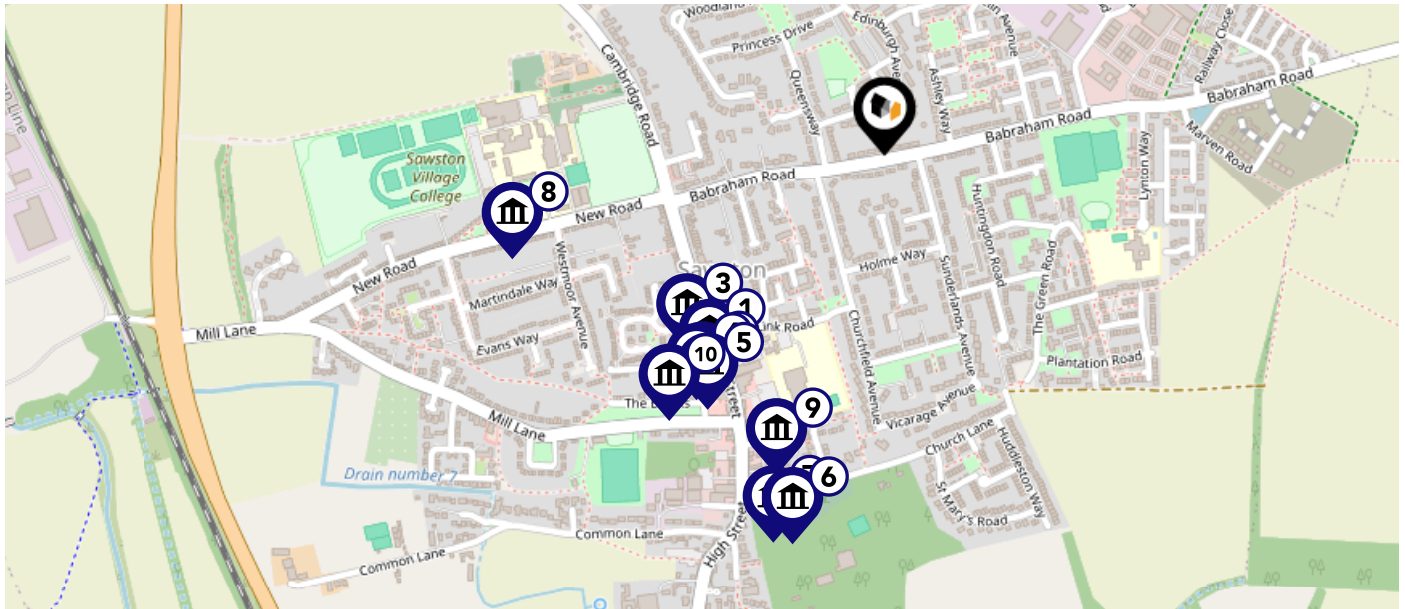 Woodland
Princess Drive
Edinburgh Ave
Cambridge Road
Queensway
Ashley Way
Avenue
Railway Close
Babraham Road
Babraham Road
Marven Road
Lynton Way
Sawston
Village
College
8
New Road
Babraham Road
Huntingdon Road
Holme Way
Westmoor Avenue
New Road
Martindale Way
Sunderlands Avenue
The Green Road
3
1
Mill Lane
Evans Way
5
10
Churchfield Avenue
Plantation Road
Mill Lane
9
Vicarage Avenue
Church Lane
Huddleston Way
6
Drain number 7
St Mary's Road
High Street
Common Lane
Common Lane